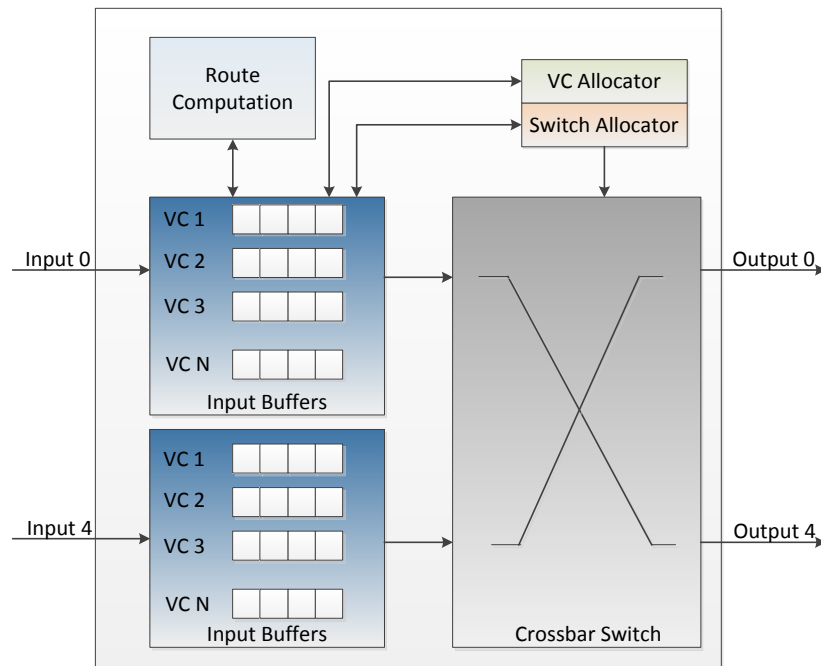 Route
Computation
VC Allocator
Switch Allocator
Input 0
VC 1
VC 2
VC 3
VC N
Input Buffers
Output 0
Input 4
VC 1
VC 2
VC 3
VC N
Input Buffers
Crossbar Switch
Output 4